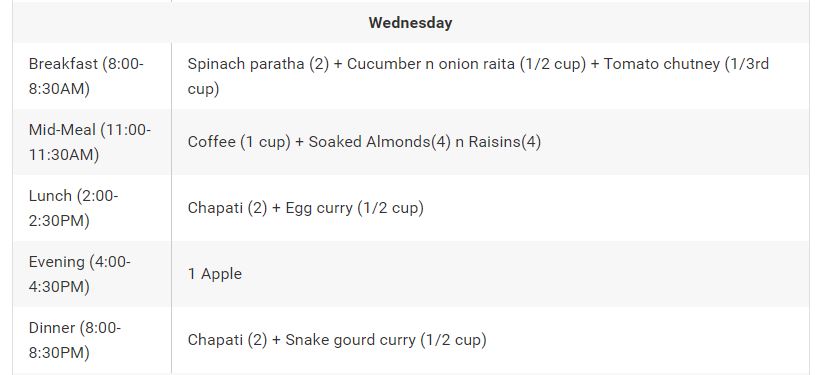 Wednesday
Breakfast (8:00-
8:30AM)
Spinach paratha (2) + Cucumber n onion raita (1/2 cup) + Tomato chutney (1/3rd
cup)
Mid-Meal (11:00-
11:30AM)
Coffee (1 cup) + Soaked Almonds(4) n Raisins(4)
Lunch (2:00-
2:30PM)
Chapati (2) + Egg curry (1/2 cup)
Evening (4:00-
4:30PM)
1 Apple
Dinner (8:00-
8:30PM)
Chapati (2) + Snake gourd curry (1/2 cup)